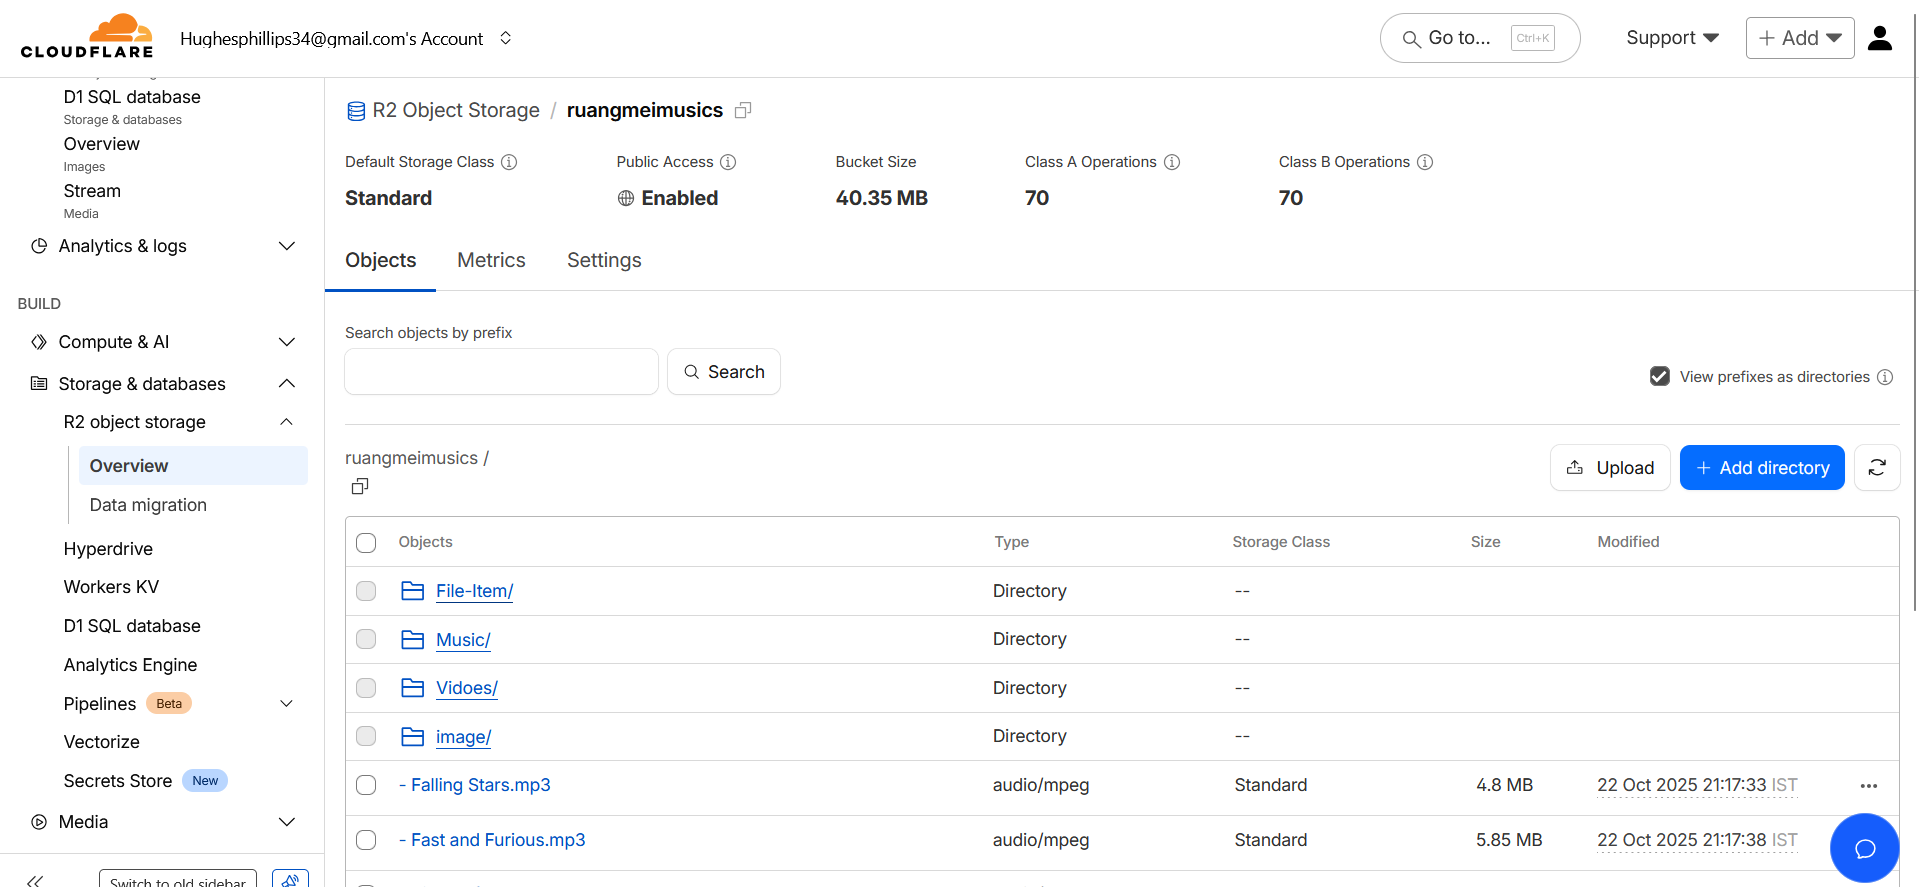 CLOUDFLARE
Hughesphillips34@gmail.com's Account
Go to... Ctrl+K
Support
+ Add
D1 SQL database
Storage & databases
Overview
Images
Stream
Media
Analytics & logs
BUILD
Compute & AI
Storage & databases
R2 object storage
Overview
Data migration
Hyperdrive
Workers KV
D1 SQL database
Analytics Engine
Pipelines Beta
Vectorize
Secrets Store New
Media
Switch to old sidebar
R2 Object Storage / ruangmeimusics
Default Storage Class Public Access Bucket Size Class A Operations Class B Operations
Standard Enabled 40.35 MB 70 70
Objects Metrics Settings
Search objects by prefix
Search
View prefixes as directories
ruangmeimusics /
Upload + Add directory
Objects Type Storage Class Size Modified
File-Item/ Directory --
Music/ Directory --
Vidoes/ Directory --
image/ Directory --
- Falling Stars.mp3 audio/mpeg Standard 4.8 MB 22 Oct 2025 21:17:33 IST
- Fast and Furious.mp3 audio/mpeg Standard 5.85 MB 22 Oct 2025 21:17:38 IST